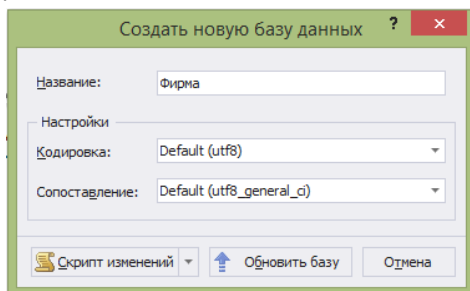 Создать новую базу данных ? ×
Название: Фирма
Настройки
Кодировка: Default (utf8)
Сопоставление: Default (utf8_general_ci)
Скрипт изменений Обновить базу Отмена